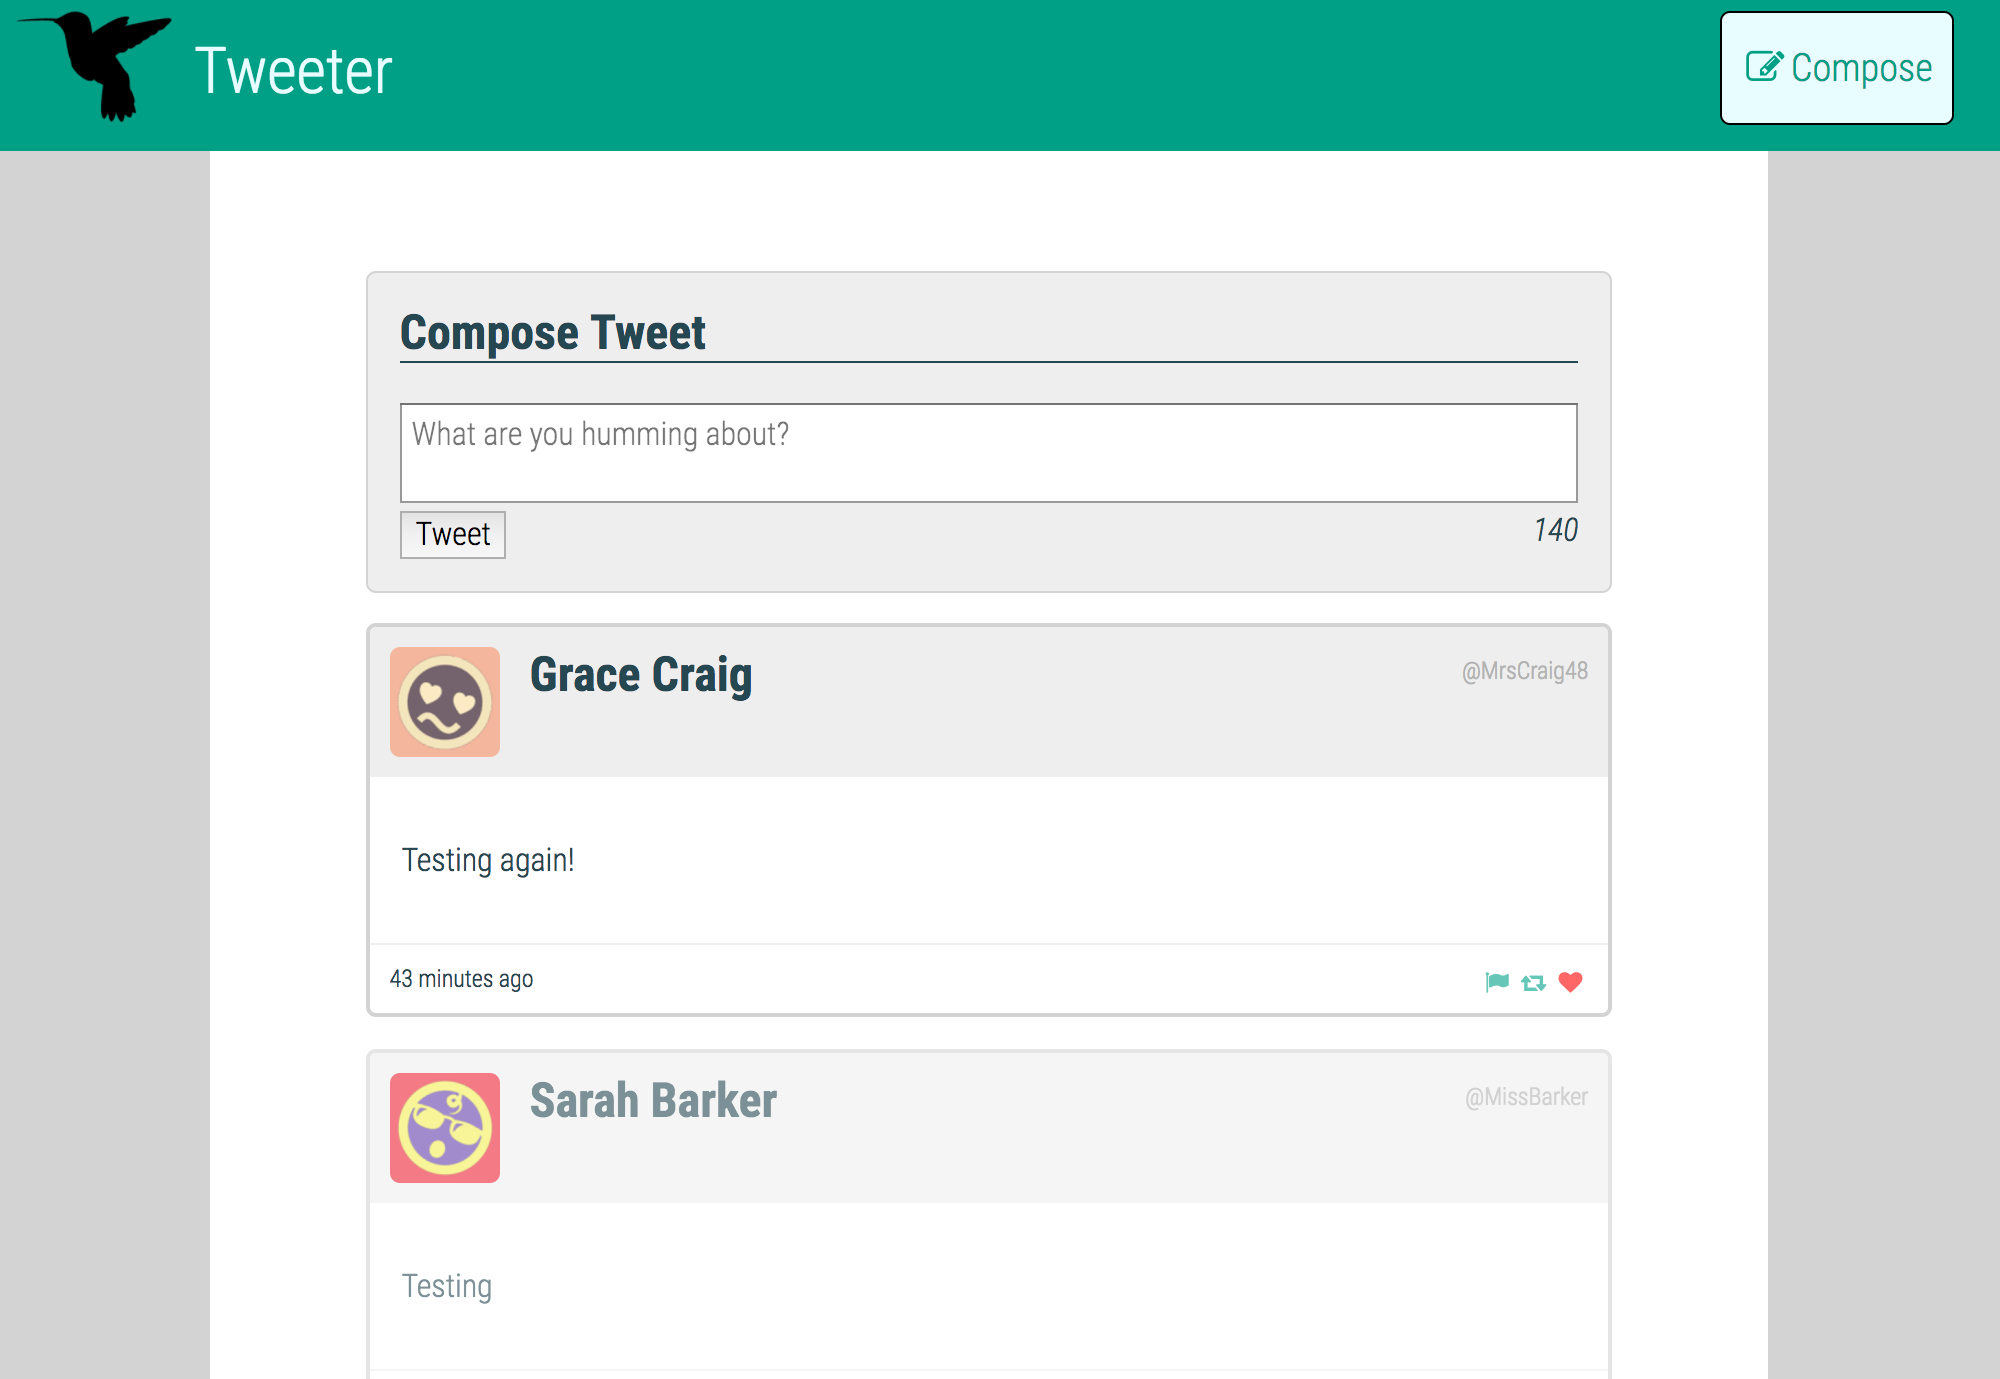 Tweeter
Compose
Compose Tweet
What are you humming about?
Tweet
140
Grace Craig
@MrsCraig48
Testing again!
43 minutes ago
Sarah Barker
@MissBarker
Testing